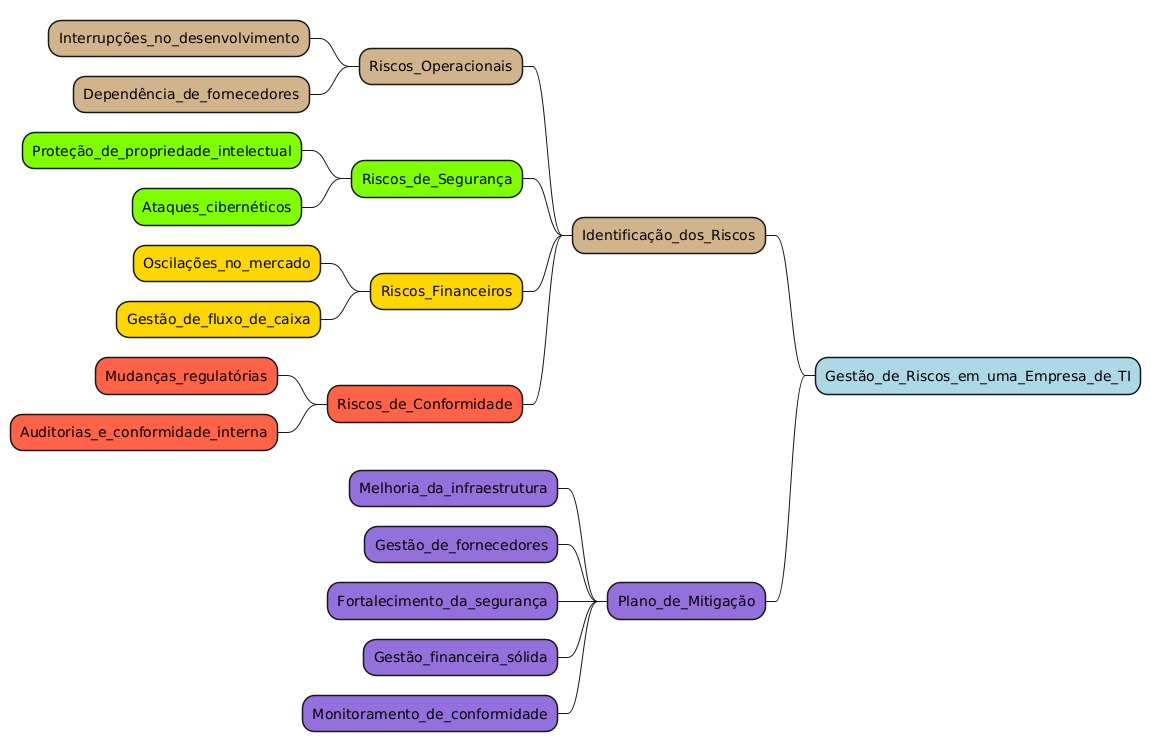 Interrupções_no_desenvolvimento
Riscos_Operacionais
Dependência_de_fornecedores
Proteção_de_propriedade_intelectual
Riscos_de_Segurança
Ataques_cibernéticos
Identificação_dos_Riscos
Oscilações_no_mercado
Riscos_Financeiros
Gestão_de_fluxo_de_caixa
Mudanças_regulatórias
Gestão_de_Riscos_em_uma_Empresa_de_TI
Riscos_de_Conformidade
Auditorias_e_conformidade_interna
Melhoria_da_infraestrutura
Gestão_de_fornecedores
Fortalecimento_da_segurança
Plano_de_Mitigação
Gestão_financeira_sólida
Monitoramento_de_conformidade